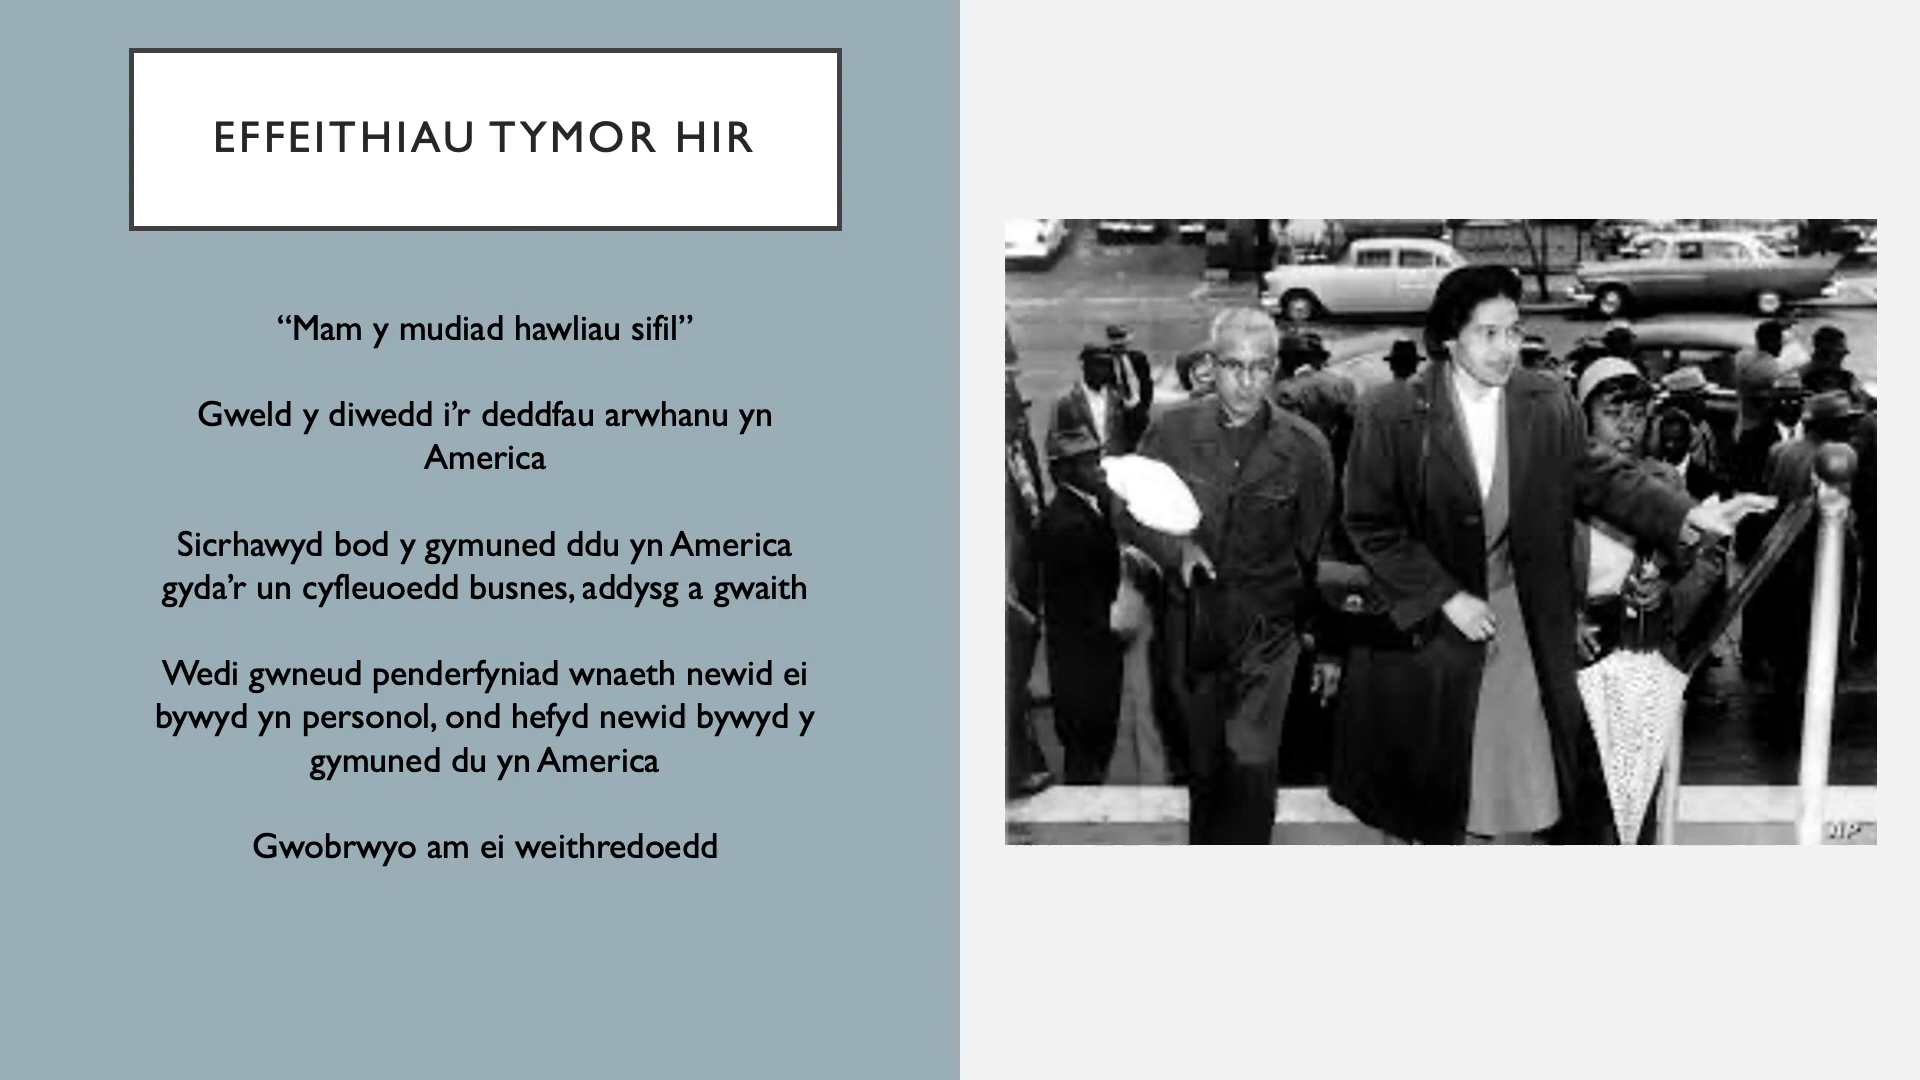 EFFEITHIAU TYMOR HIR
“Mam y mudiad hawliau sifil”
Gweld y diwedd i’r deddfau arwhanu yn
America
Sicrhawyd bod y gymuned ddu yn America
gyda’r un cyfleuoedd busnes, addysg a gwaith
Wedi gwneud penderfyniad wnaeth newid ei
bywyd yn personol, ond hefyd newid bywyd y
gymuned du yn America
Gwobrwyo am ei weithredoedd